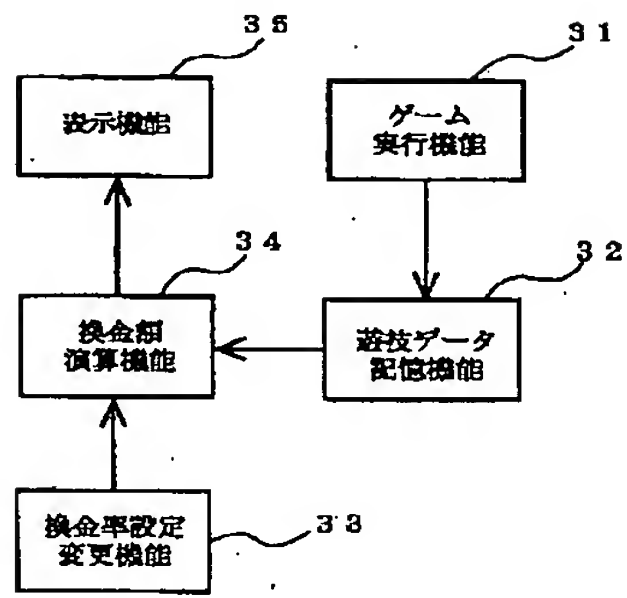 35
31
表示機能
ゲーム
実行機能
34
32
換金額
演算機能
遊技データ
記憶機能
換金率設定
変更機能
33